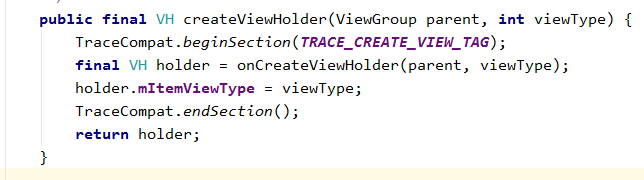 public final VH createViewHolder(ViewGroup parent, int viewType) {
TraceCompat.beginSection(TRACE_CREATE_VIEW_TAG);
final VH holder = onCreateViewHolder(parent, viewType);
holder.mItemViewType = viewType;
TraceCompat.endSection();
return holder;
}